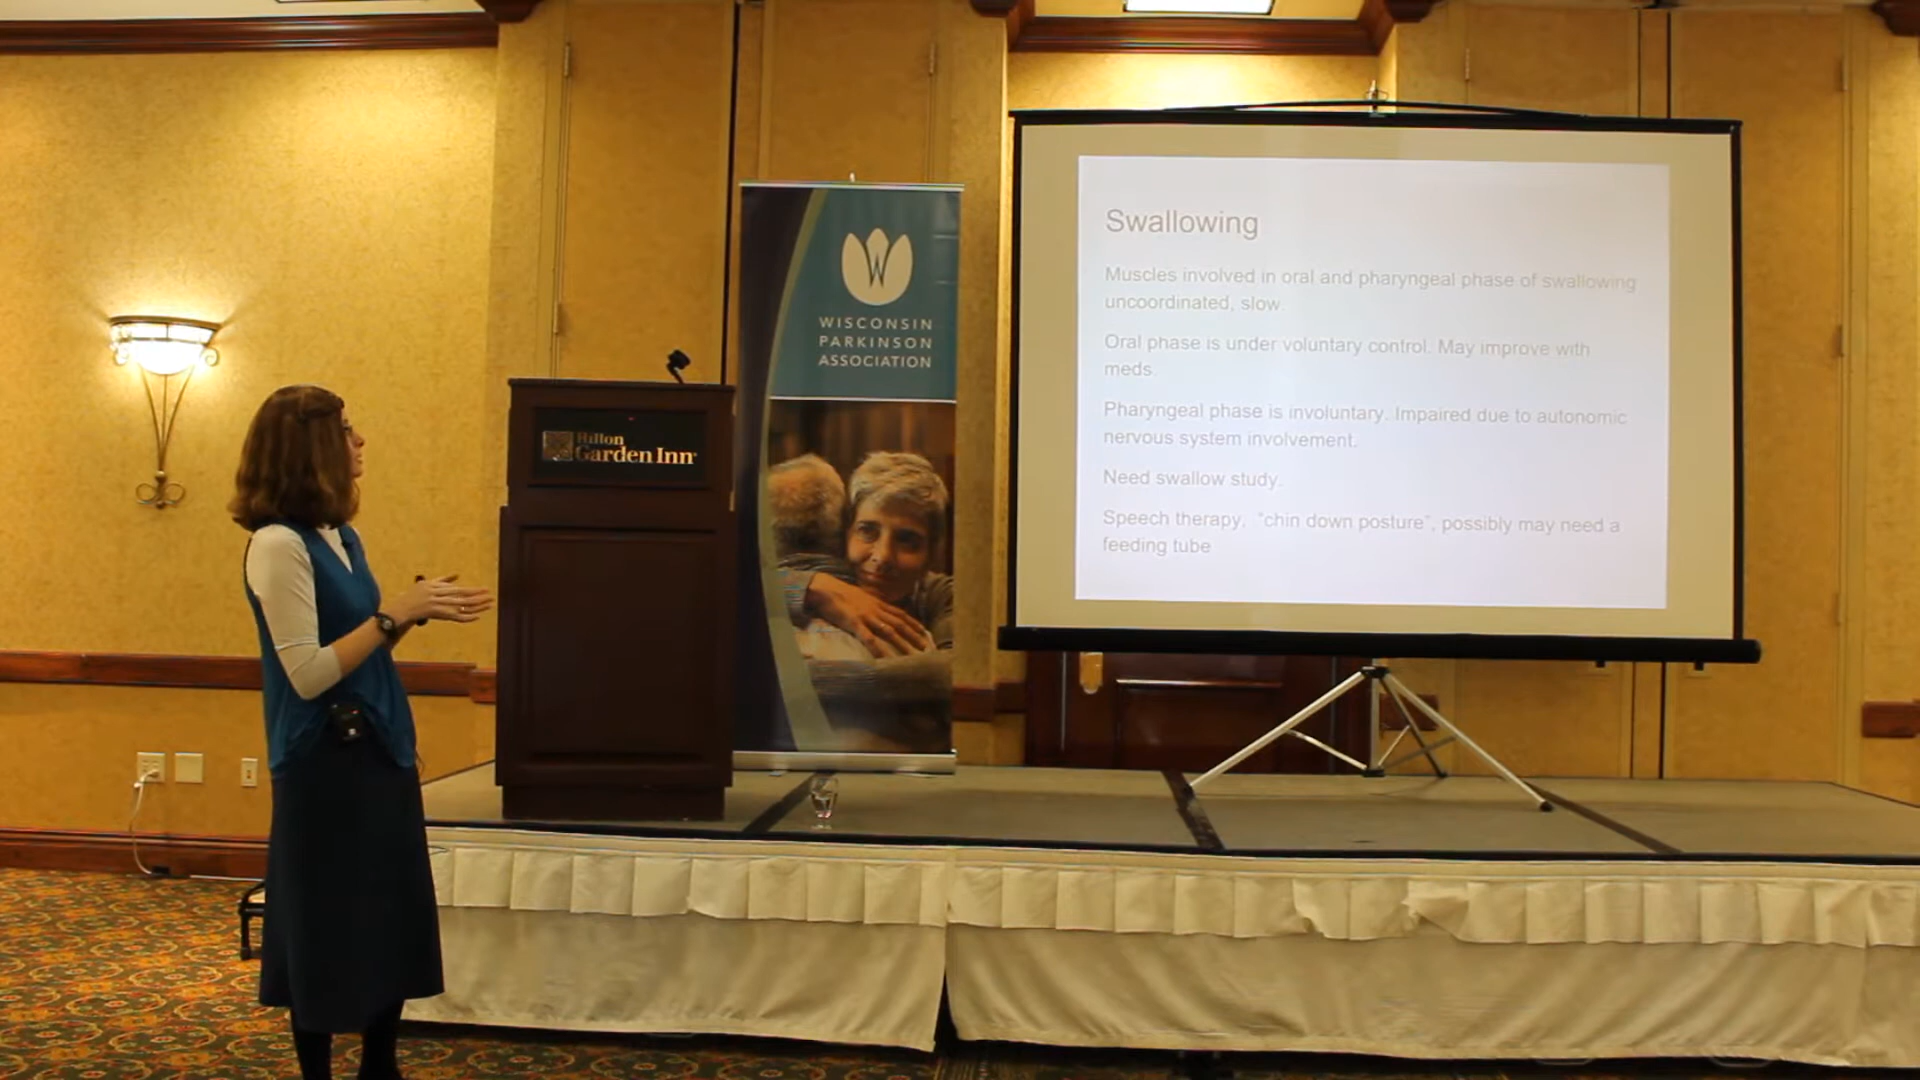 Hilton
Garden Inn
W
WISCONSIN
PARKINSON
ASSOCIATION
Swallowing
Muscles involved in oral and pharyngeal phase of swallowing
uncoordinated, slow.
Oral phase is under voluntary control. May improve with
meds.
Pharyngeal phase is involuntary. Impaired due to autonomic
nervous system involvement.
Need swallow study.
Speech therapy, "chin down posture", possibly may need a
feeding tube